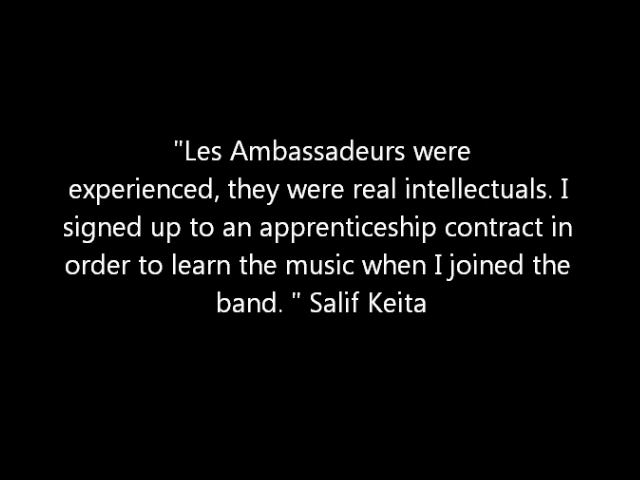 "Les Ambassadeurs were
experienced, they were real intellectuals. I
signed up to an apprenticeship contract in
order to learn the music when I joined the
band. " Salif Keita